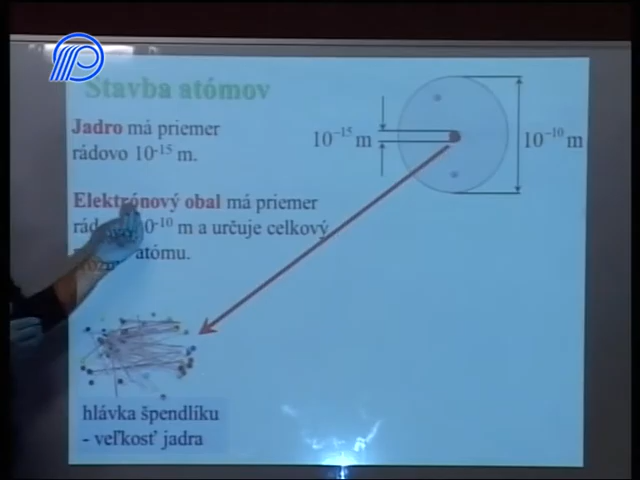 Stavba atómov
Jadro má priemer
rádovo 10⁻¹⁵ m.
Elektrónový obal má priemer
m a určuje celkový
atómu.
10⁻¹⁵ m
10⁻¹⁰ m
hlávka špendlíku
- veľkosť jadra